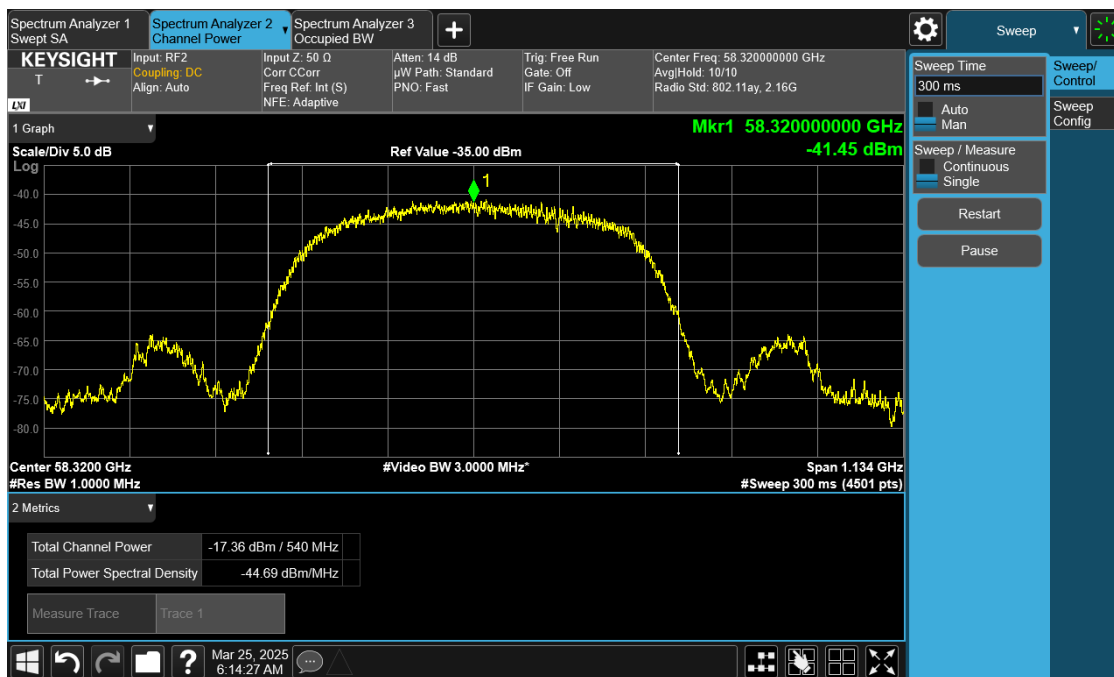 Spectrum Analyzer 1
Swept SA
Spectrum Analyzer 2
Channel Power
Spectrum Analyzer 3
Occupied BW
+
Sweep
KEYSIGHT
T
LXI
Input: RF2
Coupling: DC
Align: Auto
Input Z: 50 Ω
Corr CCorr
Freq Ref: Int (S)
NFE: Adaptive
Atten: 14 dB
µW Path: Standard
PNO: Fast
Trig: Free Run
Gate: Off
IF Gain: Low
Center Freq: 58.320000000 GHz
Avg|Hold: 10/10
Radio Std: 802.11ay, 2.16G
Sweep Time
300 ms
Auto
Man
Sweep / Measure
Continuous
Single
Restart
Pause
Sweep/
Control
Sweep
Config
1 Graph
Mkr1 58.320000000 GHz
-41.45 dBm
Scale/Div 5.0 dB
Ref Value -35.00 dBm
Log
1
-40.0
-45.0
-50.0
-55.0
-60.0
-65.0
-70.0
-75.0
-80.0
Center 58.3200 GHz
#Video BW 3.0000 MHz*
Span 1.134 GHz
#Res BW 1.0000 MHz
#Sweep 300 ms (4501 pts)
2 Metrics
Total Channel Power -17.36 dBm / 540 MHz
Total Power Spectral Density -44.69 dBm/MHz
Measure Trace Trace 1
?
Mar 25, 2025
6:14:27 AM